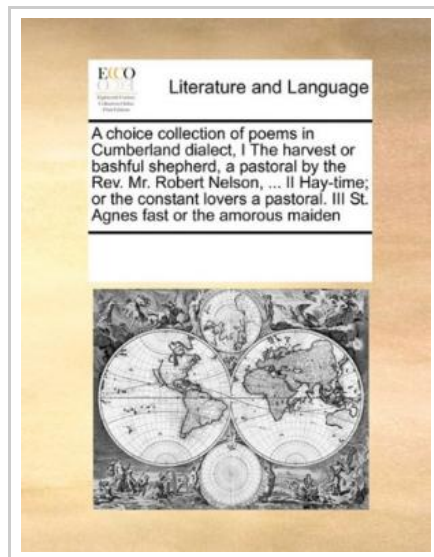 ECCO
Literature and Language
A choice collection of poems in
Cumberland dialect, I The harvest or
bashful shepherd, a pastoral by the
Rev. Mr. Robert Nelson, ... II Hay-time;
or the constant lovers a pastoral. III St.
Agnes fast or the amorous maiden